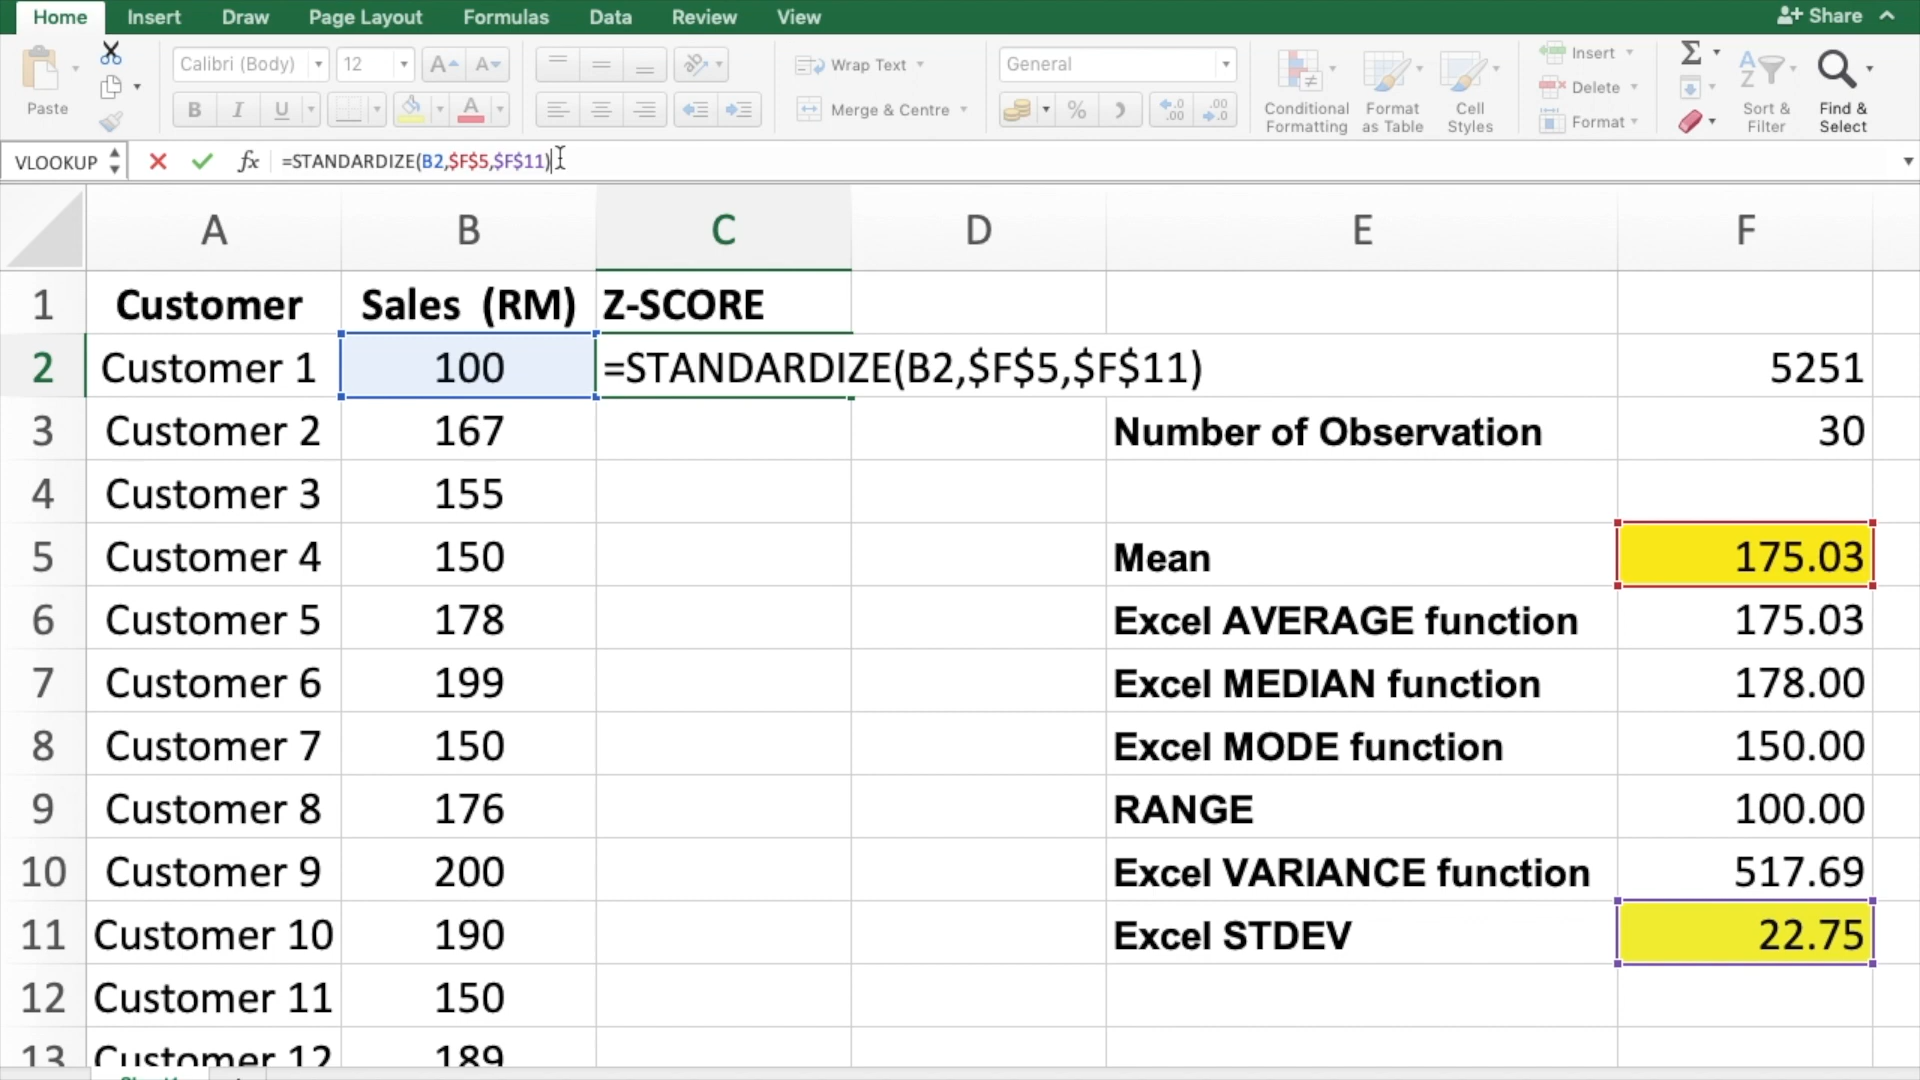 Home Insert Draw Page Layout Formulas Data Review View Share
Calibri (Body) 12 A A Wrap Text General Insert
Paste B I U A Merge & Centre % Conditional Formatting Format as Table Cell Styles Delete Format Sort & Filter Find & Select
VLOOKUP fx =STANDARDIZE(B2,$F$5,$F$11)
A B C D E F
1 Customer Sales (RM) Z-SCORE
2 Customer 1 100 =STANDARDIZE(B2,$F$5,$F$11) 5251
3 Customer 2 167 Number of Observation 30
4 Customer 3 155
5 Customer 4 150 Mean 175.03
6 Customer 5 178 Excel AVERAGE function 175.03
7 Customer 6 199 Excel MEDIAN function 178.00
8 Customer 7 150 Excel MODE function 150.00
9 Customer 8 176 RANGE 100.00
10 Customer 9 200 Excel VARIANCE function 517.69
11 Customer 10 190 Excel STDEV 22.75
12 Customer 11 150
13 Customer 12 189